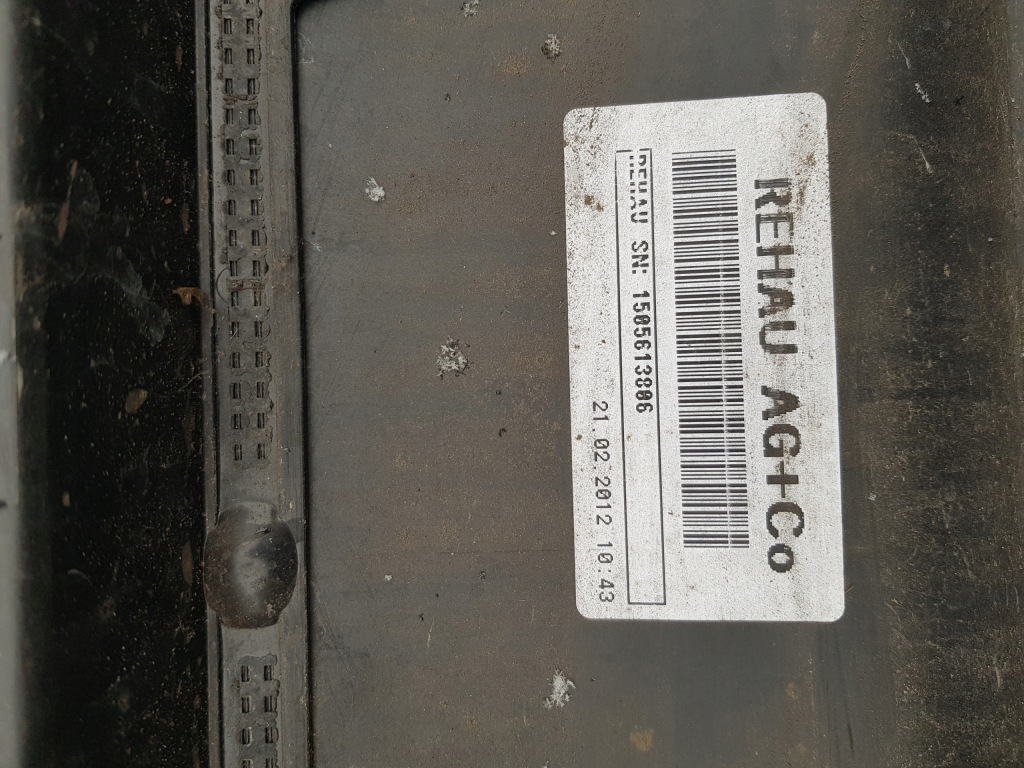 REHAU AG+Co
REHAU SN: 1505613806
21.02.2012 10:43